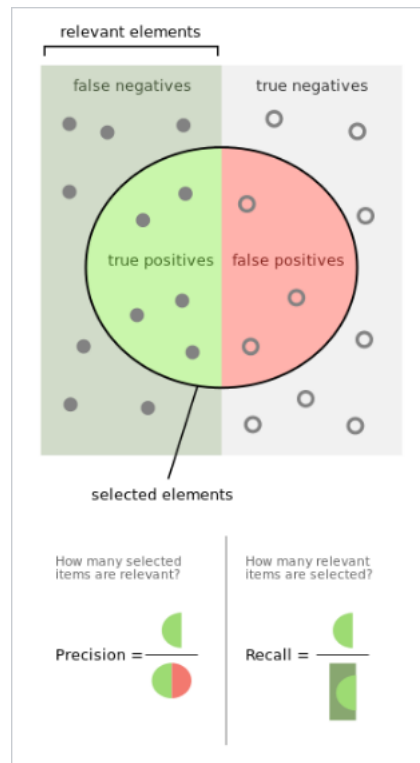 relevant elements
false negatives
true negatives
true positives
false positives
selected elements
How many selected
items are relevant?
How many relevant
items are selected?
Precision =
Recall =